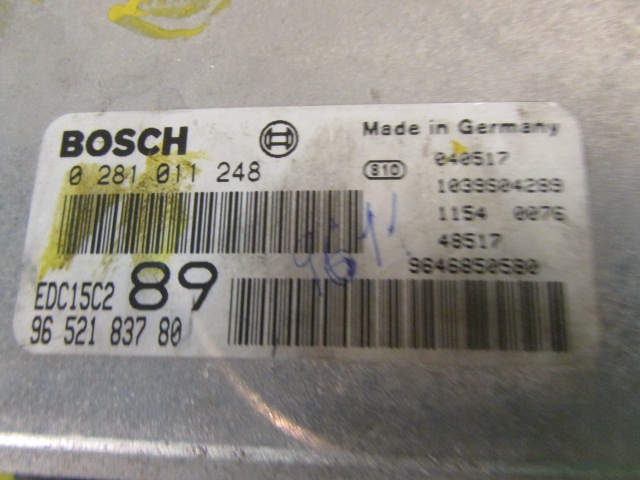 BOSCH
0 281 011 248
EDC15C2 89
96 521 837 80
Made in Germany
810 040517
1039S04289
1154 0076
48517
9646850580